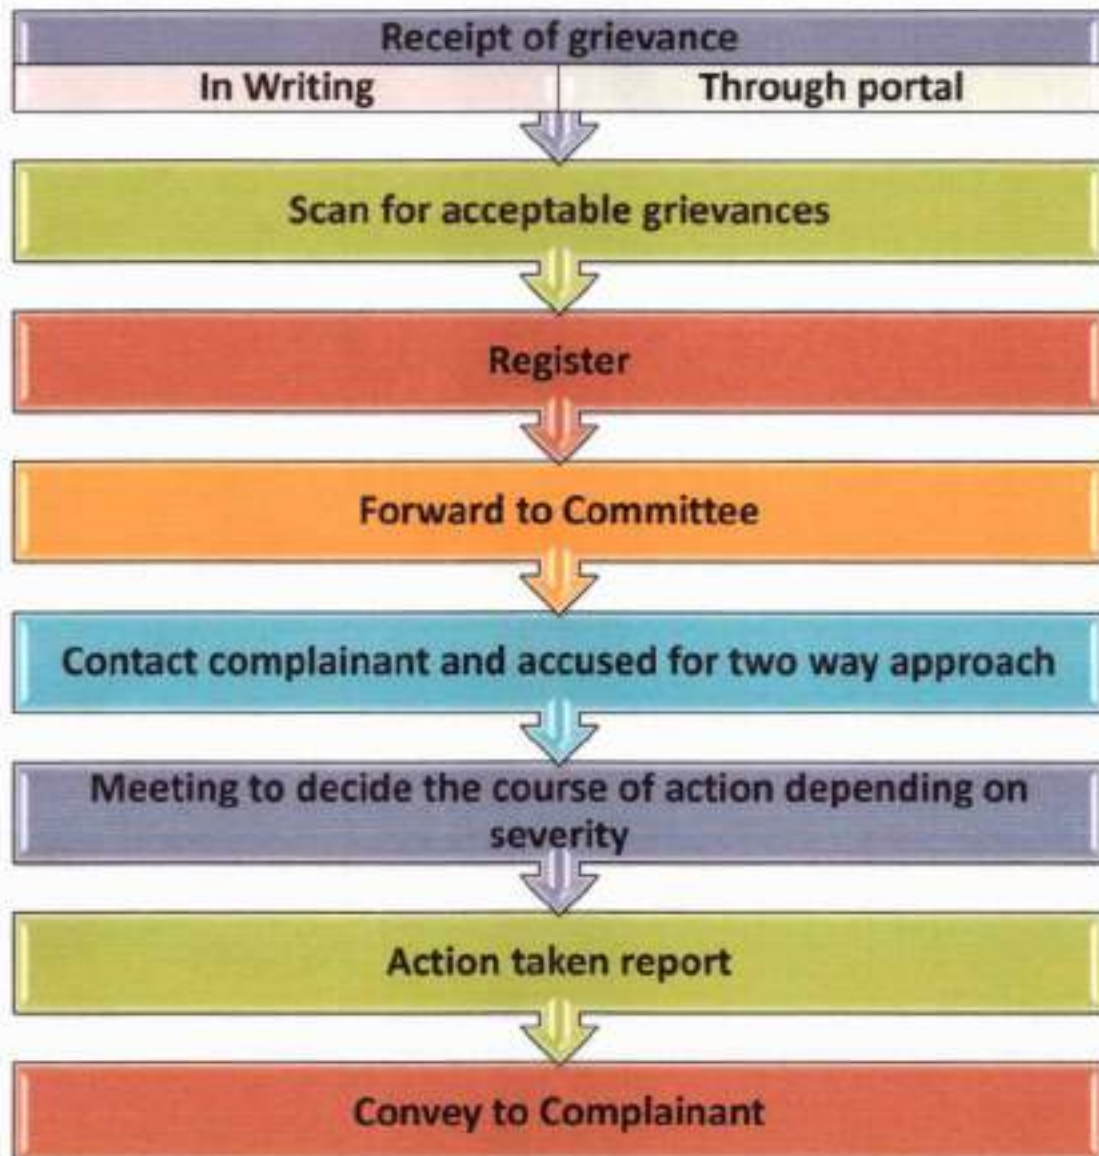 Receipt of grievance
In Writing
Through portal
Scan for acceptable grievances
Register
Forward to Committee
Contact complainant and accused for two way approach
Meeting to decide the course of action depending on
severity
Action taken report
Convey to Complainant